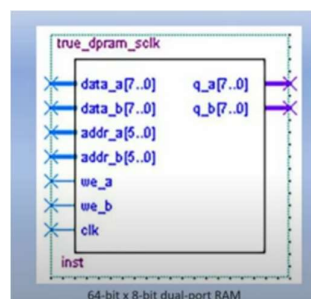 true_dpram_sclk
data_a[7..0] q_a[7..0]
data_b[7..0] q_b[7..0]
addr_a[5..0]
addr_b[5..0]
we_a
we_b
clk
inst
64-bit x 8-bit dual-port RAM